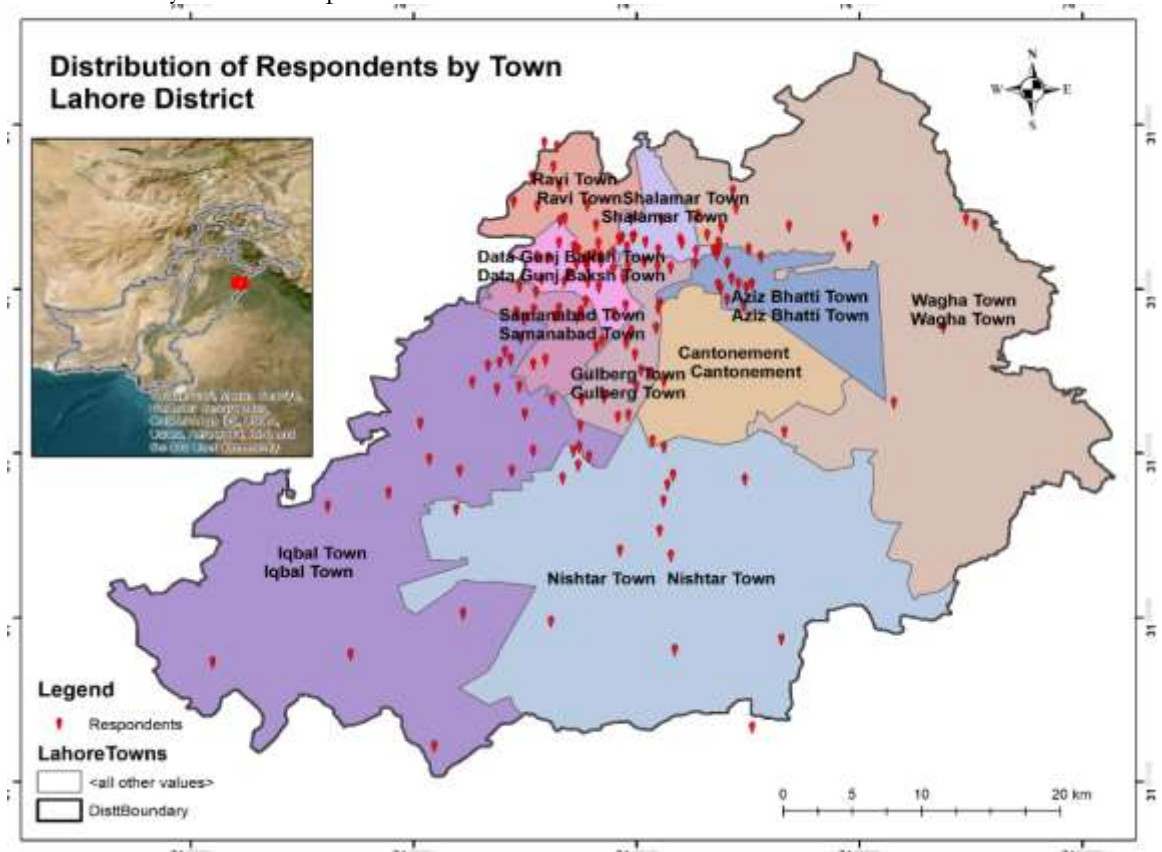 Distribution of Respondents by Town
Lahore District
N
W
E
S
Ravi Town
Ravi Town
Shalamar Town
Shalamar Town
Data Gunj Baksh Town
Data Gunj Baksh Town
Aziz Bhatti Town
Aziz Bhatti Town
Wagha Town
Wagha Town
Samanabad Town
Samanabad Town
Cantonement
Cantonement
Gulberg Town
Gulberg Town
Iqbal Town
Iqbal Town
Nishtar Town
Nishtar Town
Legend
Respondents
LahoreTowns
<all other values>
DisttBoundary
0 5 10 20 km